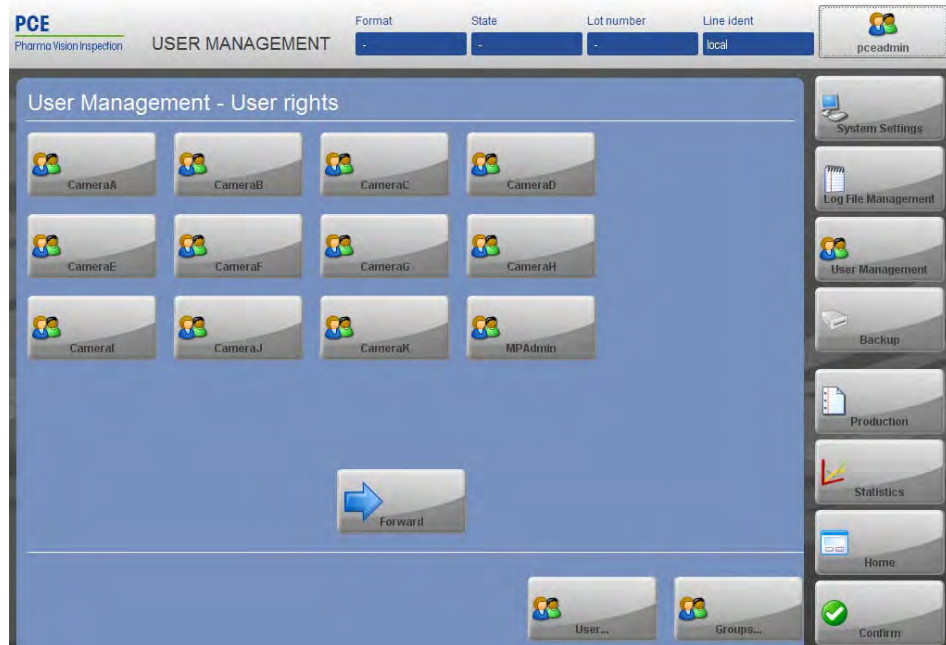 PCE
Pharma Vision Inspection
USER MANAGEMENT
Format
State
Lot number
Line ident
-
-
-
local
pceadmin
User Management - User rights
CameraA
CameraB
CameraC
CameraD
CameraE
CameraF
CameraG
CameraH
CameraI
CameraJ
CameraK
MPAdmin
Forward
User...
Groups...
System Settings
Log File Management
User Management
Backup
Production
Statistics
Home
Confirm